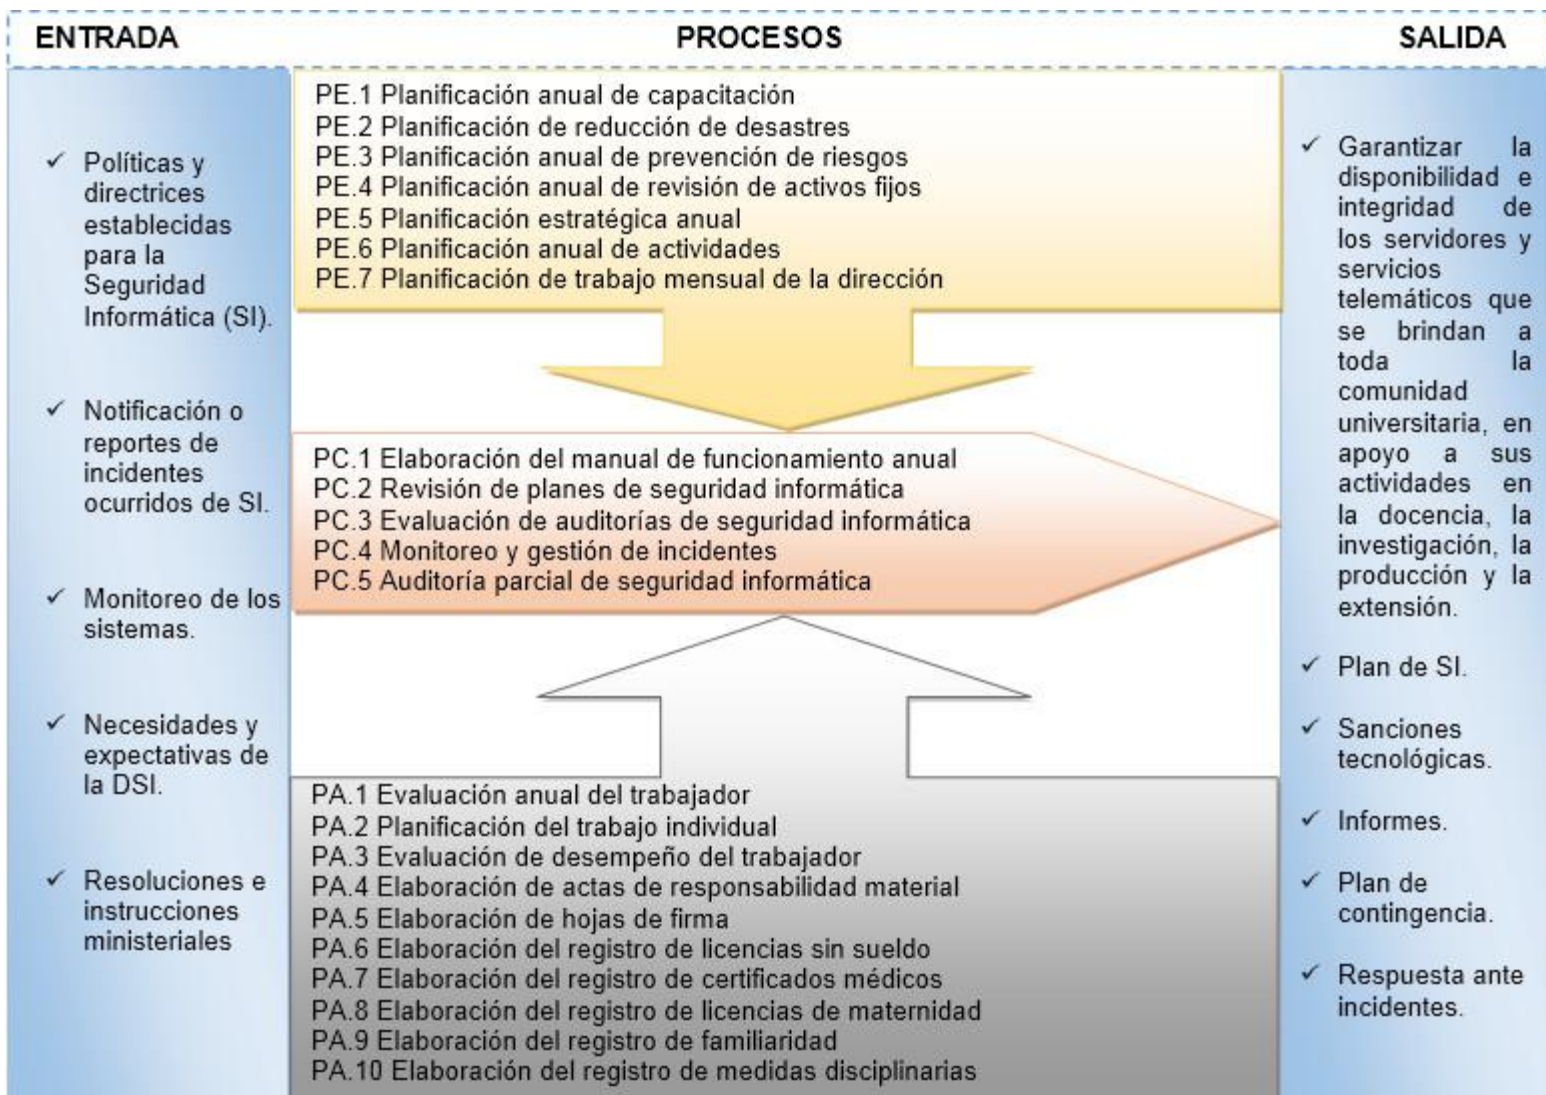 ENTRADA
PROCESOS
SALIDA
Políticas y
directrices
establecidas
para la
Seguridad
Informática (SI).
Notificación o
reportes de
incidentes
ocurridos de SI.
Monitoreo de los
sistemas.
Necesidades y
expectativas de
la DSI.
Resoluciones e
instrucciones
ministeriales
PE.1 Planificación anual de capacitación
PE.2 Planificación de reducción de desastres
PE.3 Planificación anual de prevención de riesgos
PE.4 Planificación anual de revisión de activos fijos
PE.5 Planificación estratégica anual
PE.6 Planificación anual de actividades
PE.7 Planificación de trabajo mensual de la dirección
PC.1 Elaboración del manual de funcionamiento anual
PC.2 Revisión de planes de seguridad informática
PC.3 Evaluación de auditorías de seguridad informática
PC.4 Monitoreo y gestión de incidentes
PC.5 Auditoría parcial de seguridad informática
PA.1 Evaluación anual del trabajador
PA.2 Planificación del trabajo individual
PA.3 Evaluación de desempeño del trabajador
PA.4 Elaboración de actas de responsabilidad material
PA.5 Elaboración de hojas de firma
PA.6 Elaboración del registro de licencias sin sueldo
PA.7 Elaboración del registro de certificados médicos
PA.8 Elaboración del registro de licencias de maternidad
PA.9 Elaboración del registro de familiaridad
PA.10 Elaboración del registro de medidas disciplinarias
Garantizar la
disponibilidad e
integridad de
los servidores y
servicios
telemáticos que
se brindan a
toda la
comunidad
universitaria, en
apoyo a sus
actividades en
la docencia, la
investigación, la
producción y la
extensión.
Plan de SI.
Sanciones
tecnológicas.
Informes.
Plan de
contingencia.
Respuesta ante
incidentes.